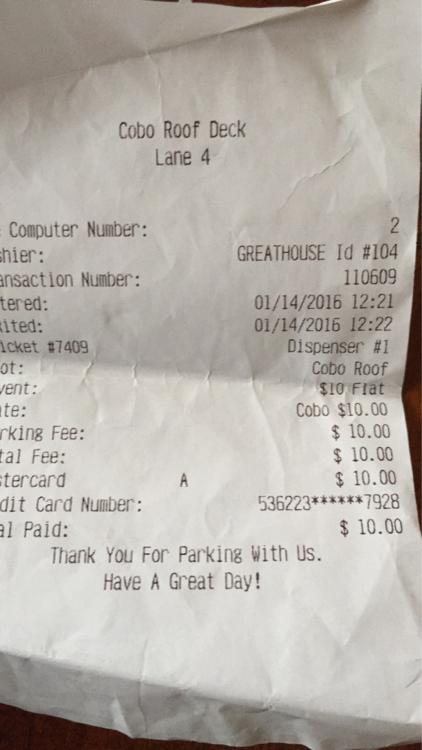 Cobo Roof Deck
Lane 4
Computer Number: 2
hier: GREATHOUSE Id #104
ansaction Number: 110609
tered: 01/14/2016 12:21
ited: 01/14/2016 12:22
icket #7409 Dispenser #1
ot: Cobo Roof
vent: $10 Flat
ate: Cobo $10.00
rking Fee: $ 10.00
tal Fee: $ 10.00
stercard A $ 10.00
dit Card Number: 536223******7928
al Paid: $ 10.00
Thank You For Parking With Us.
Have A Great Day!